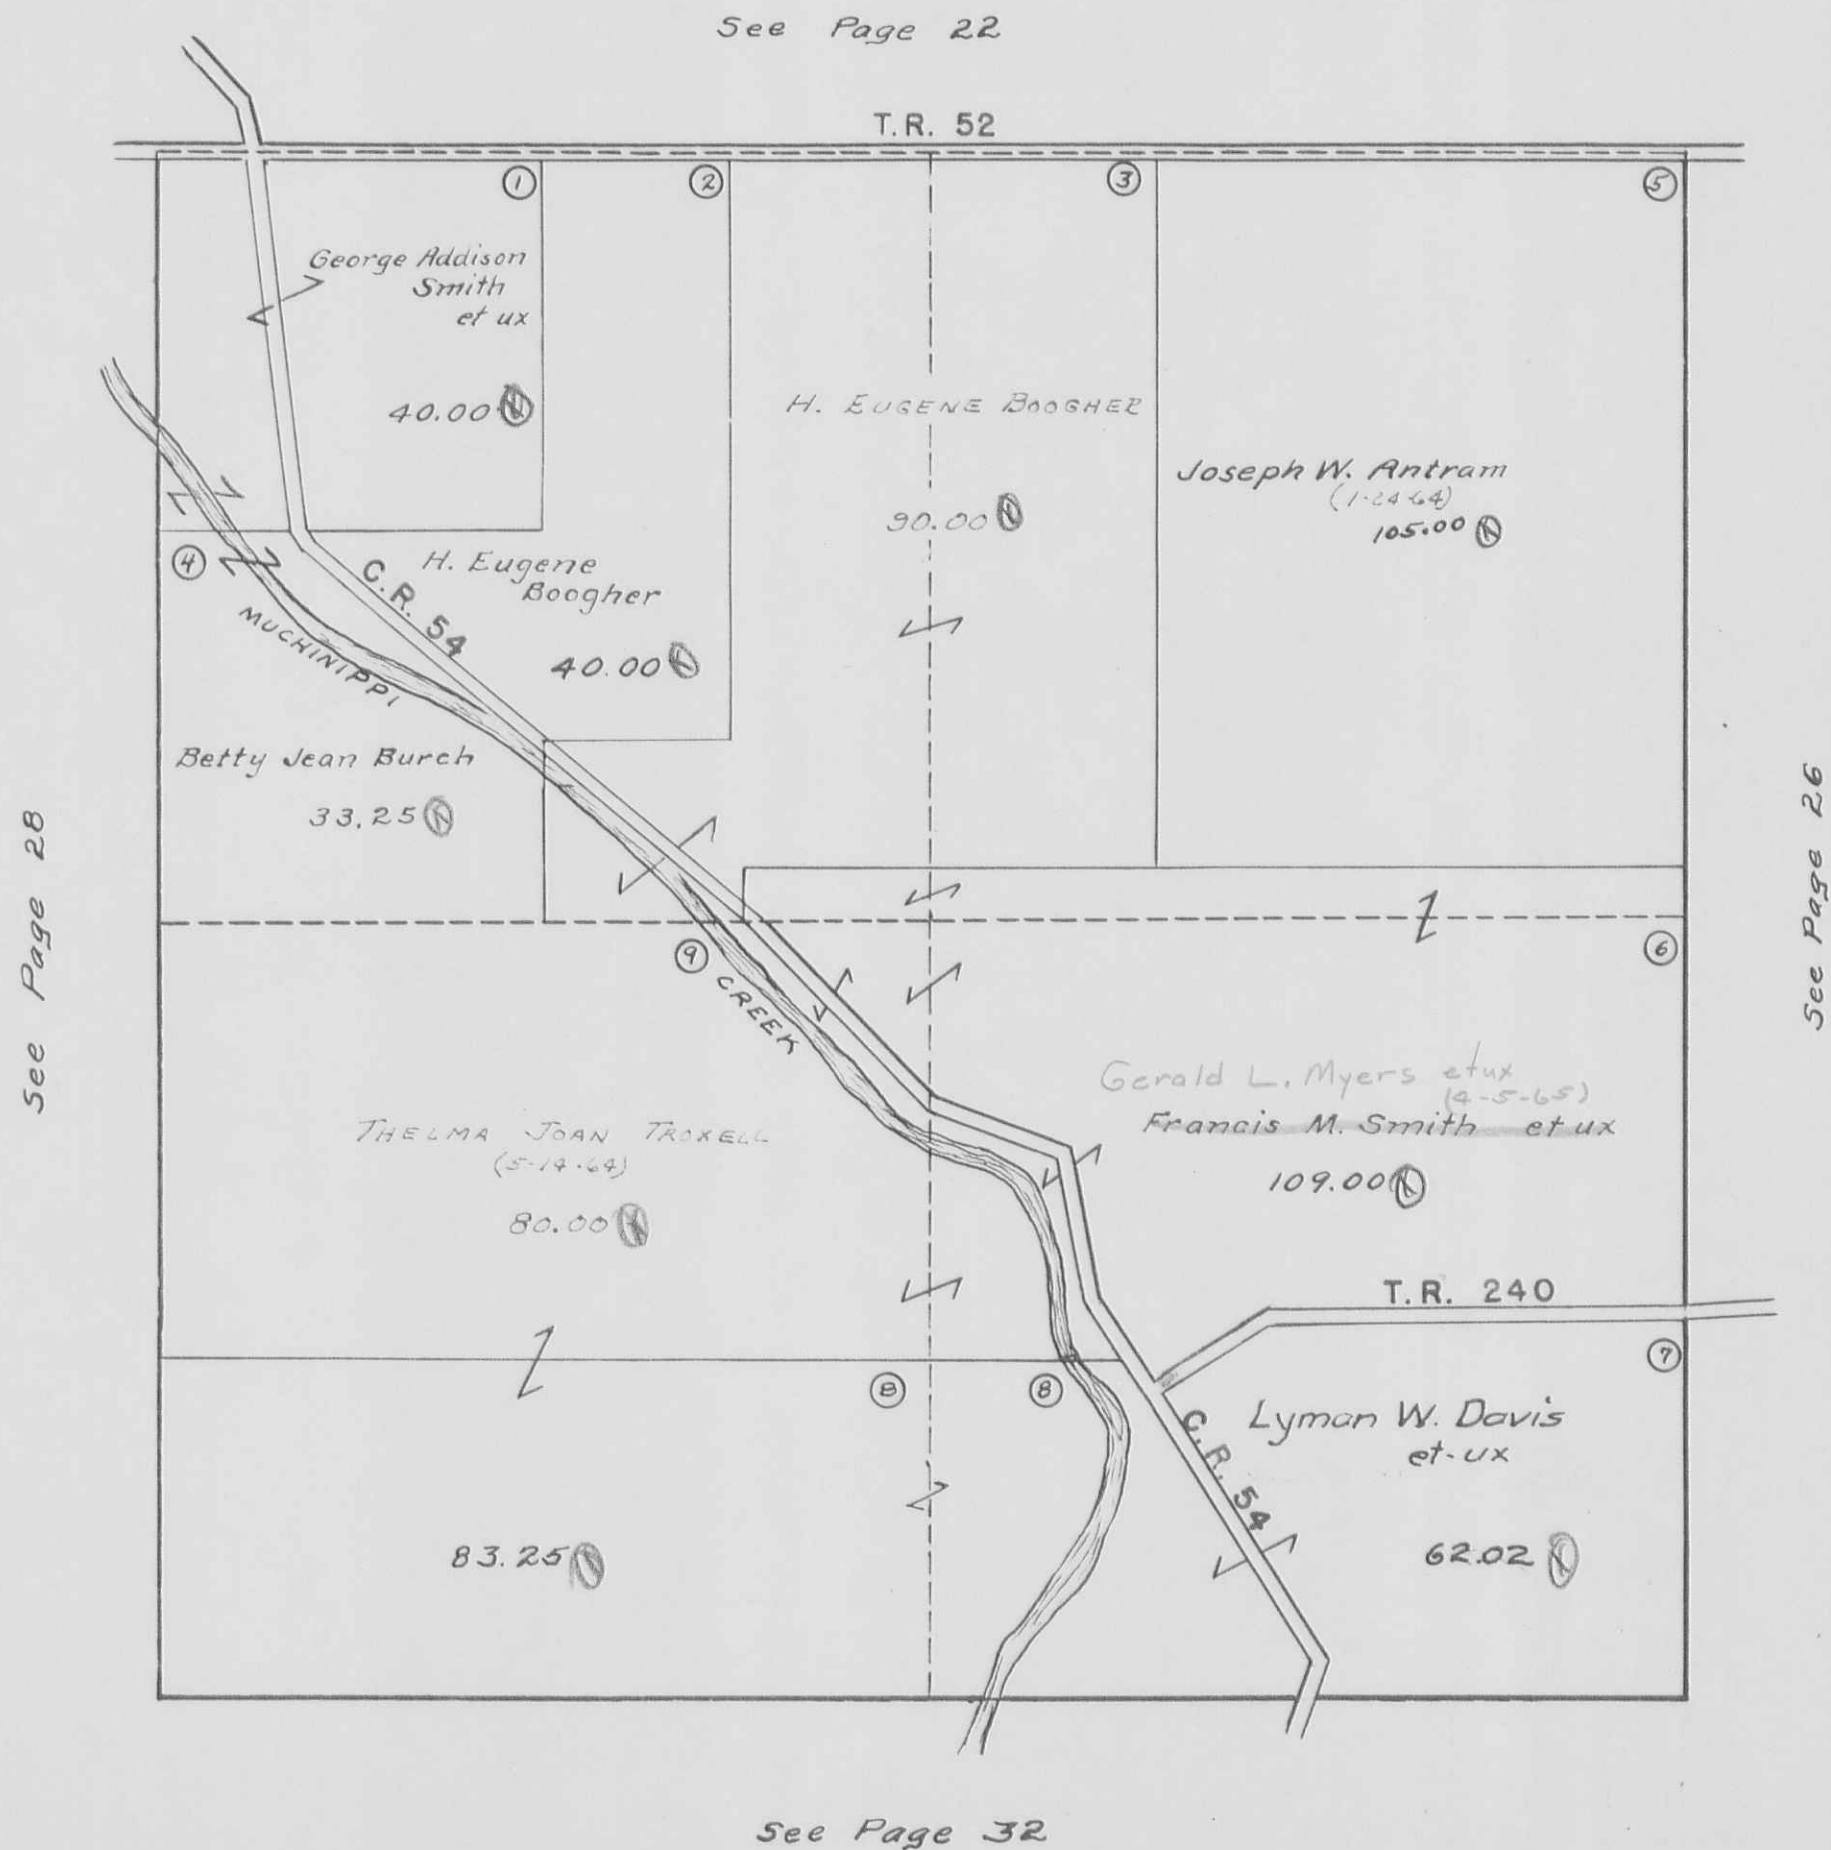 See Page 22
T.R. 52
1
2
3
5
George Addison
Smith
et ux
40.00
H. EUGENE BOOGHER
90.00
Joseph W. Antram
(1-24-64)
105.00
4
H. Eugene
Boogher
40.00
C.R. 54
MUCHINIPPI
Betty Jean Burch
33.25
See Page 28
See Page 26
9
CREEK
6
Gerald L. Myers et ux
(4-5-65)
Francis M. Smith et ux
109.00
THELMA JOAN TROXELL
(5-14-64)
80.00
T.R. 240
7
8
8
C.R. 54
Lyman W. Davis
et-ux
83.25
62.02
See Page 32